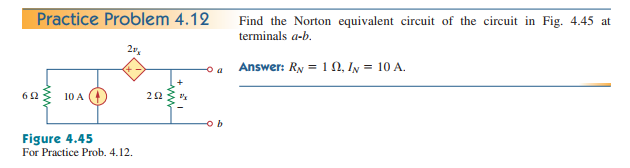 Practice Problem 4.12
Find the Norton equivalent circuit of the circuit in Fig. 4.45 at
terminals a-b.
Answer: R_N = 1 Ω, I_N = 10 A.
2v_x
+ −
a
6 Ω
10 A
2 Ω
+
v_x
−
b
Figure 4.45
For Practice Prob. 4.12.